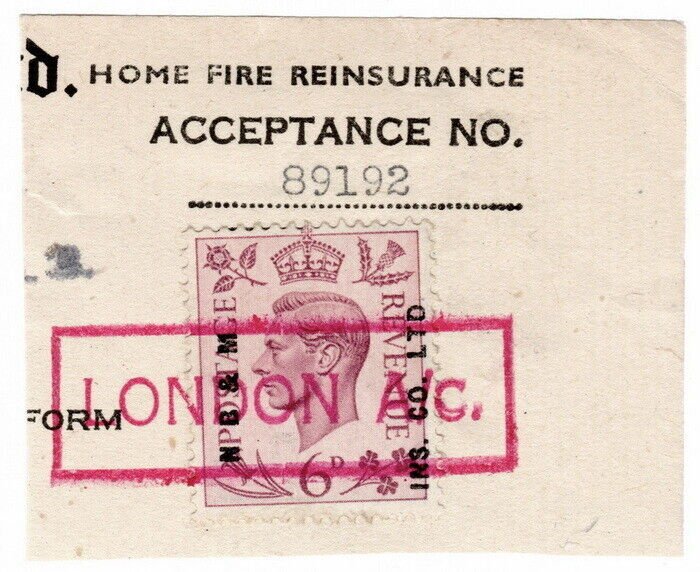 d. HOME FIRE REINSURANCE
ACCEPTANCE NO.
89192
POSTAGE
REVENUE
N B & M
INS. CO. LTD
LONDON A/c.
FORM
6D